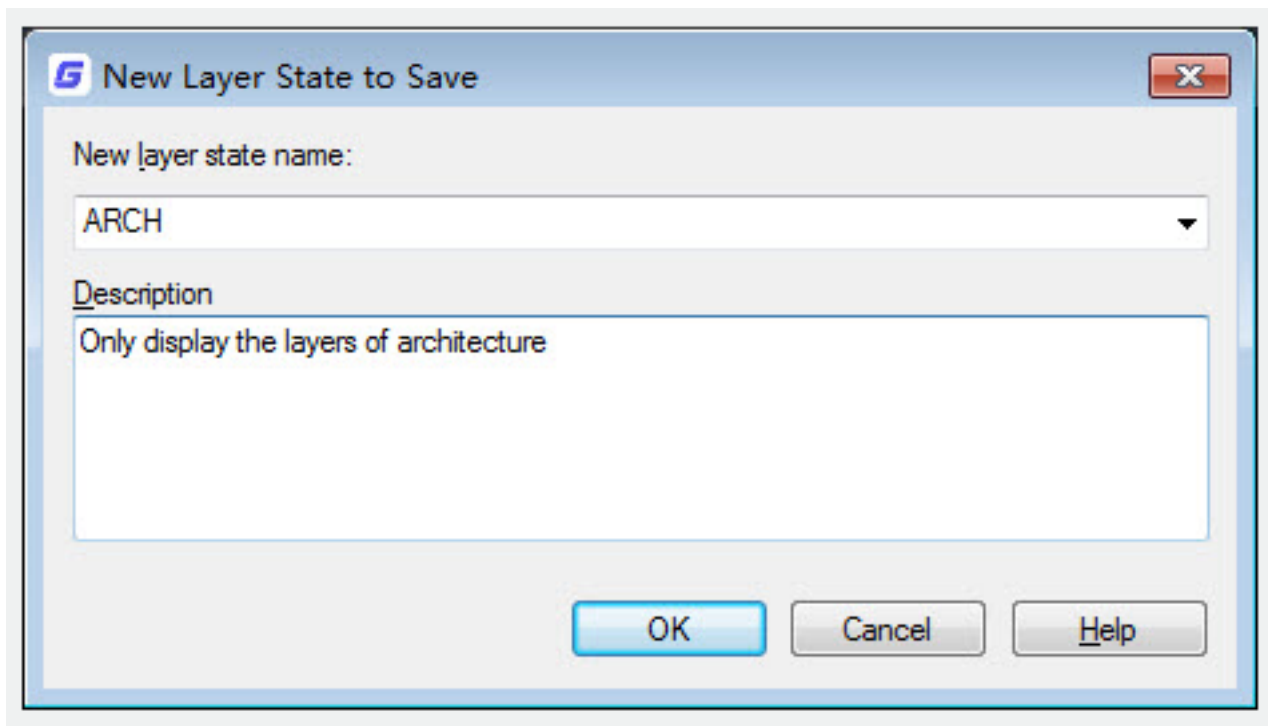 G New Layer State to Save
New layer state name:
ARCH
Description
Only display the layers of architecture
OK Cancel Help